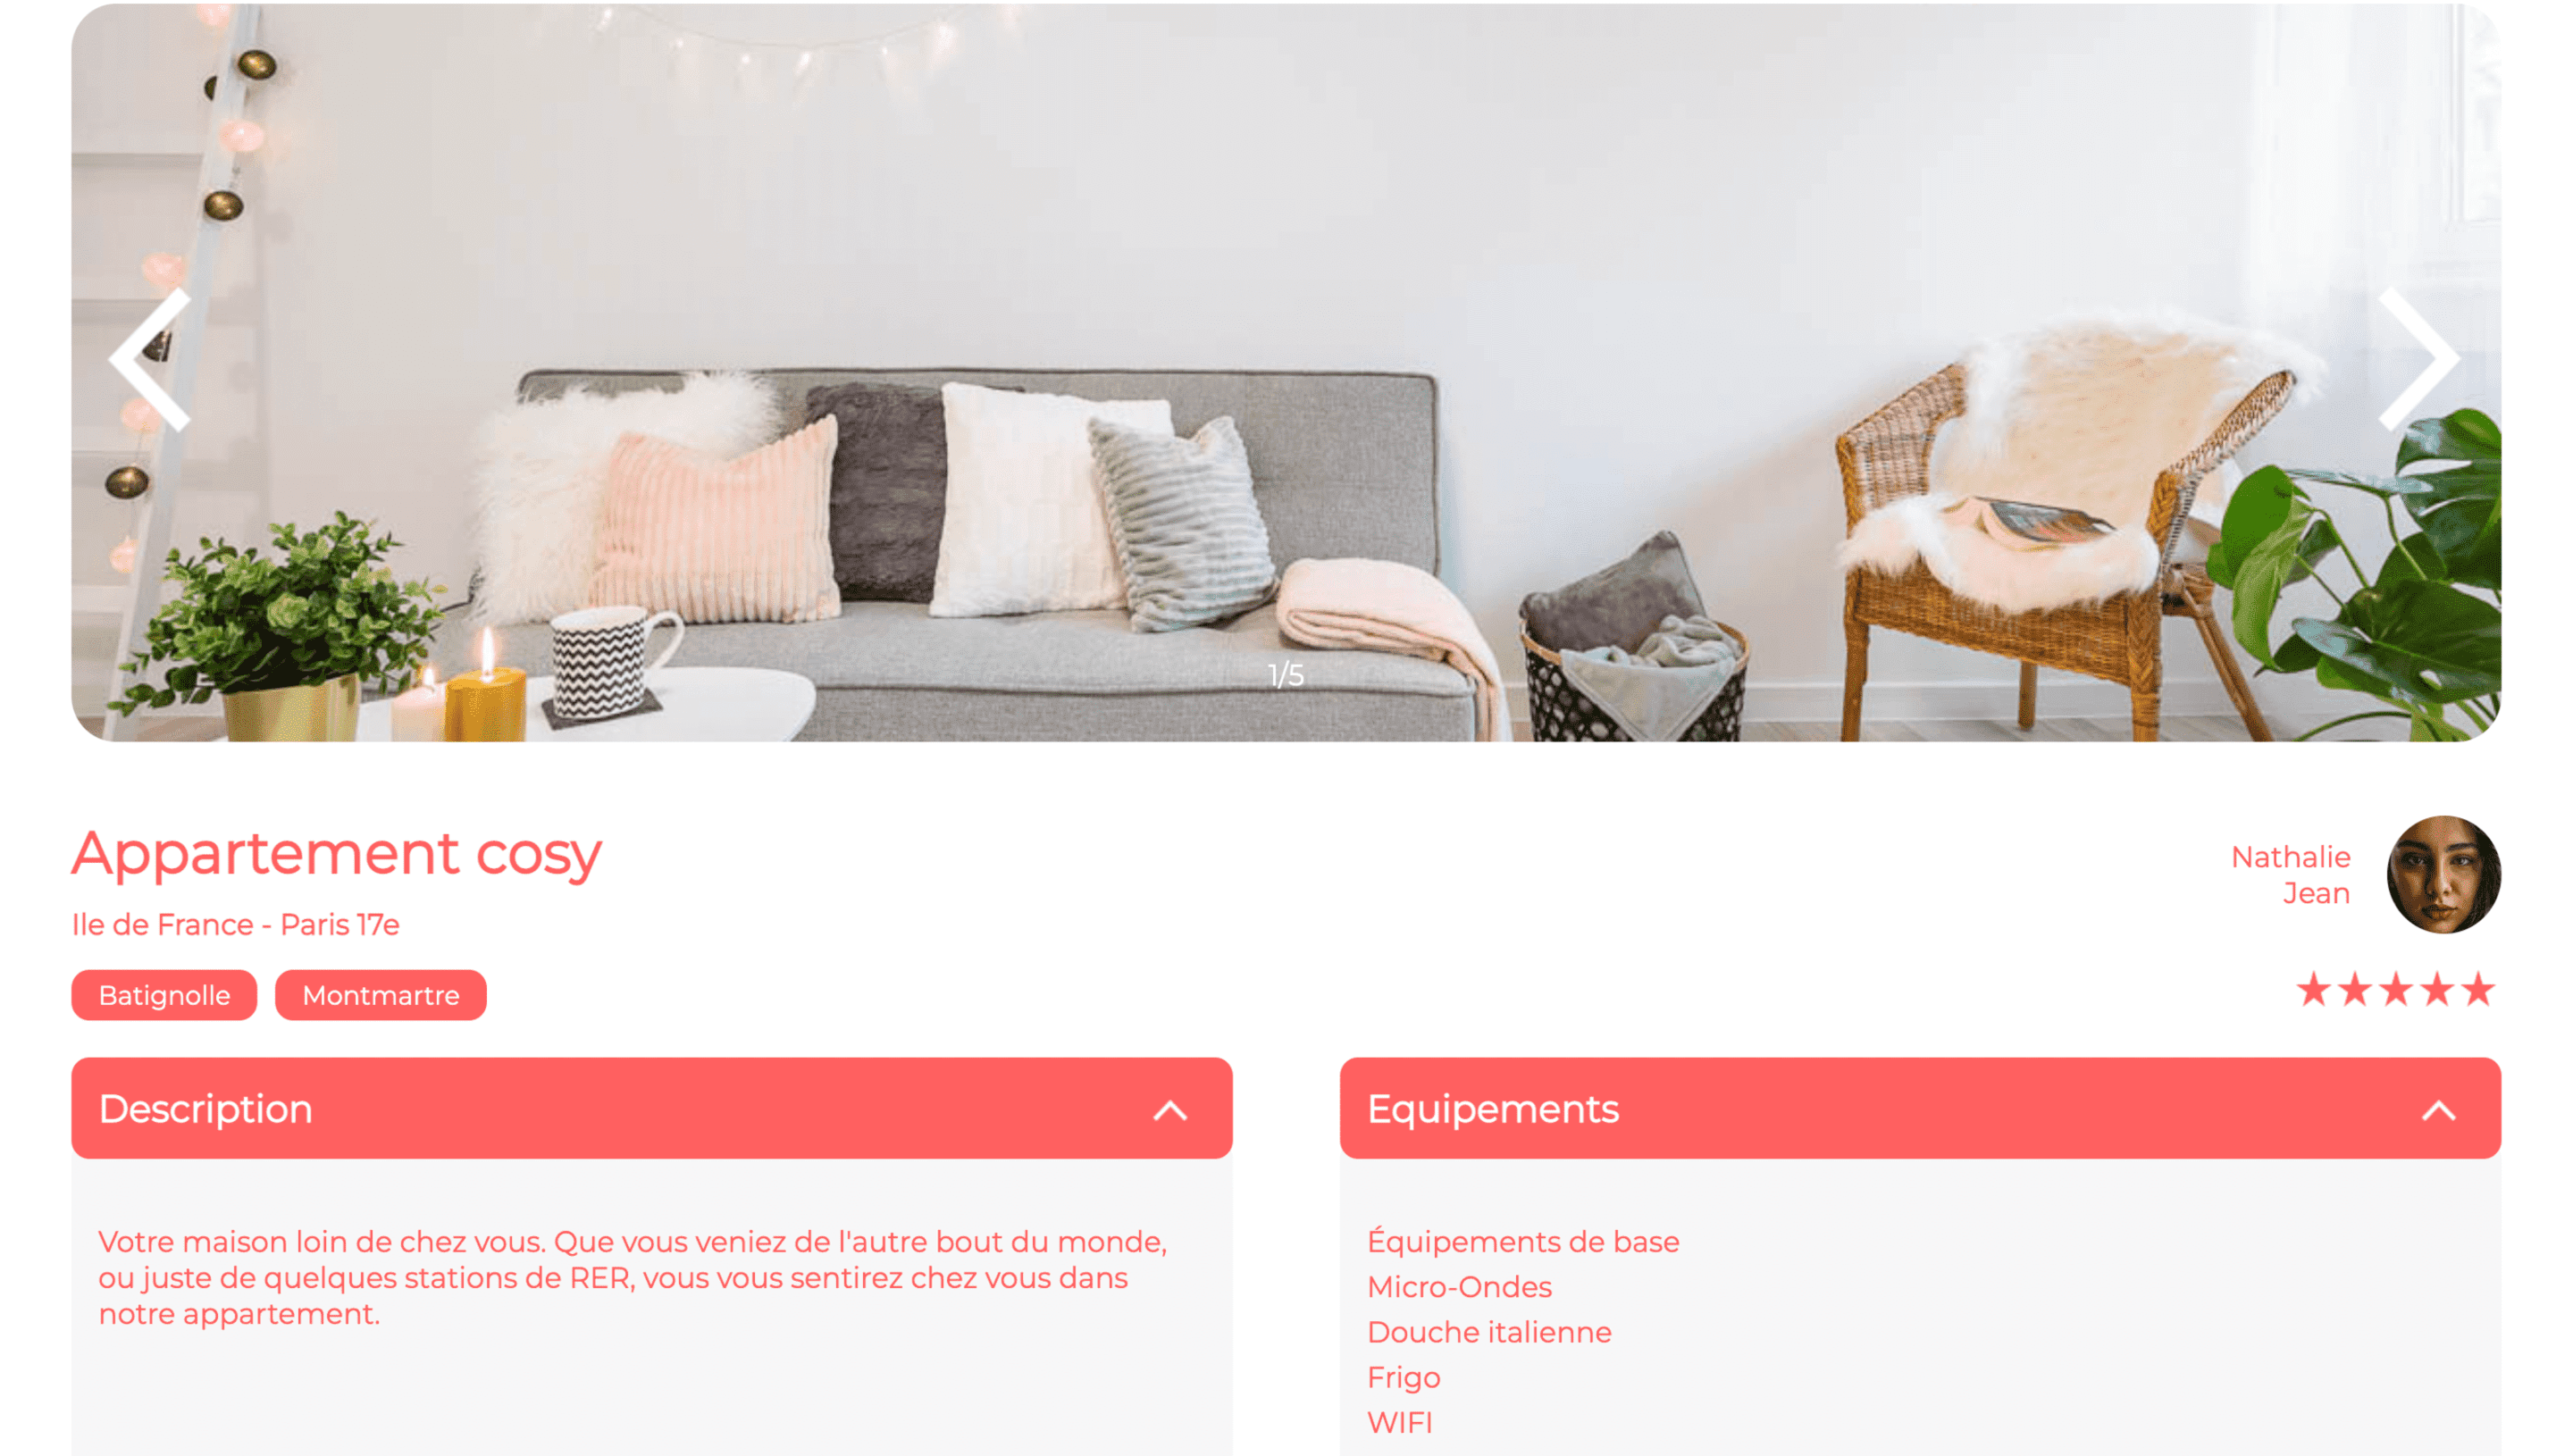 1/5
Appartement cosy
Ile de France - Paris 17e
Batignolle
Montmartre
Nathalie
Jean
Description
Votre maison loin de chez vous. Que vous veniez de l'autre bout du monde,
ou juste de quelques stations de RER, vous vous sentirez chez vous dans
notre appartement.
Equipements
Équipements de base
Micro-Ondes
Douche italienne
Frigo
WIFI